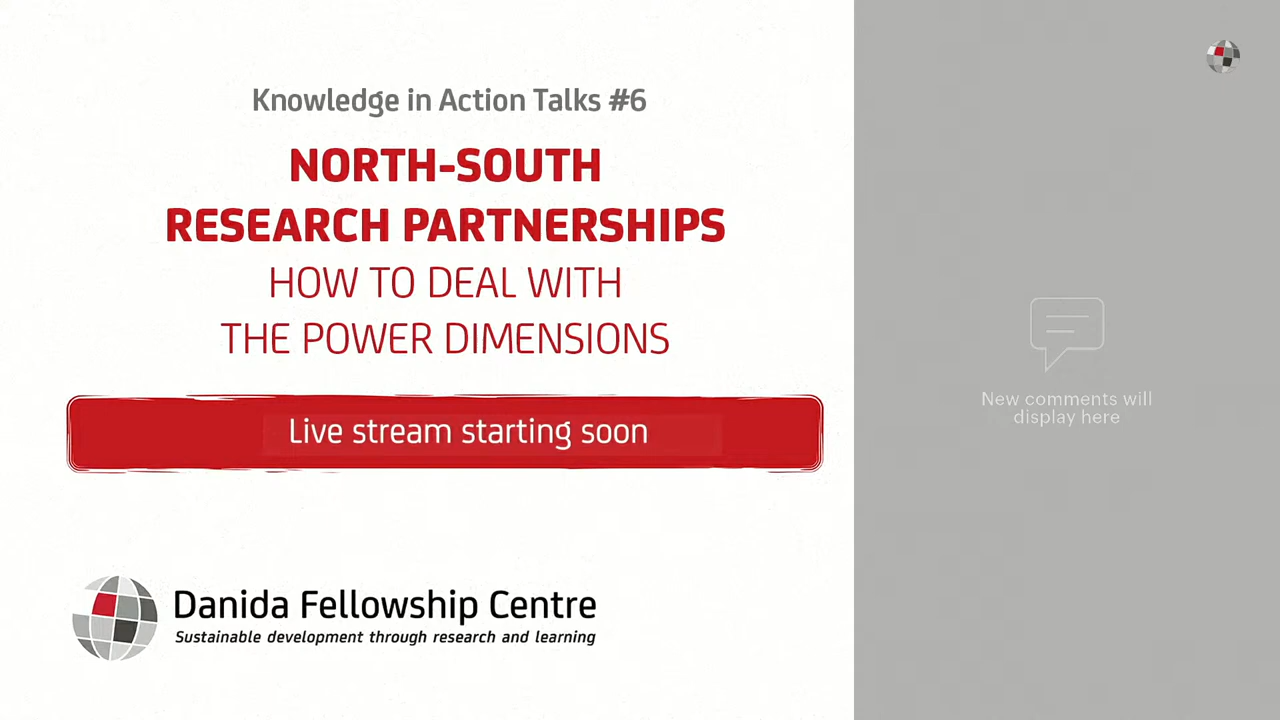 Knowledge in Action Talks #6
NORTH-SOUTH
RESEARCH PARTNERSHIPS
HOW TO DEAL WITH
THE POWER DIMENSIONS
Live stream starting soon
Danida Fellowship Centre
Sustainable development through research and learning
New comments will
display here